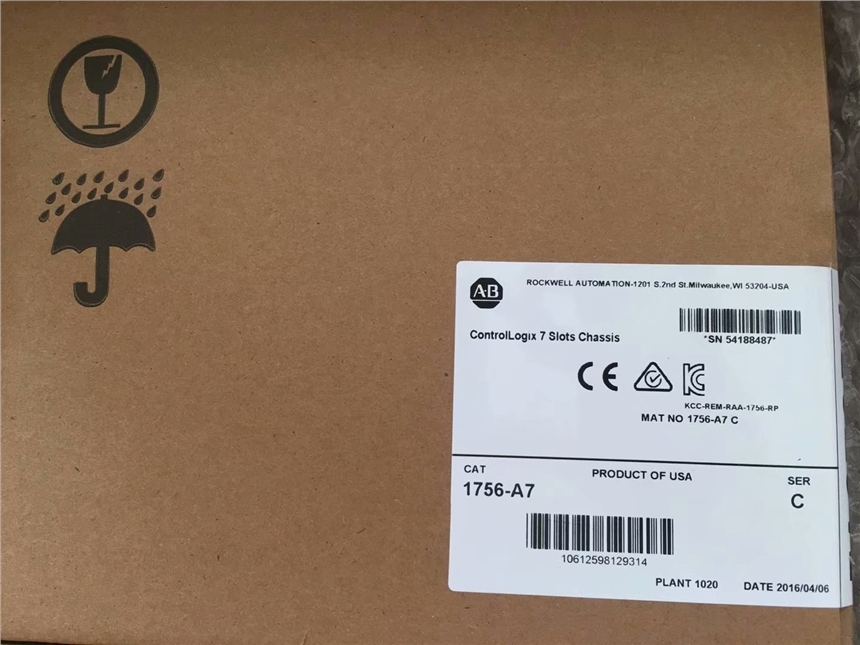 A·B
ROCKWELL AUTOMATION-1201 S.2nd St.Milwaukee,WI 53204-USA
*SN 54188487*
ControlLogix 7 Slots Chassis
CE
KCC-REM-RAA-1756-RP
MAT NO 1756-A7 C
CAT
PRODUCT OF USA
SER
1756-A7
C
10612598129314
PLANT 1020
DATE 2016/04/06